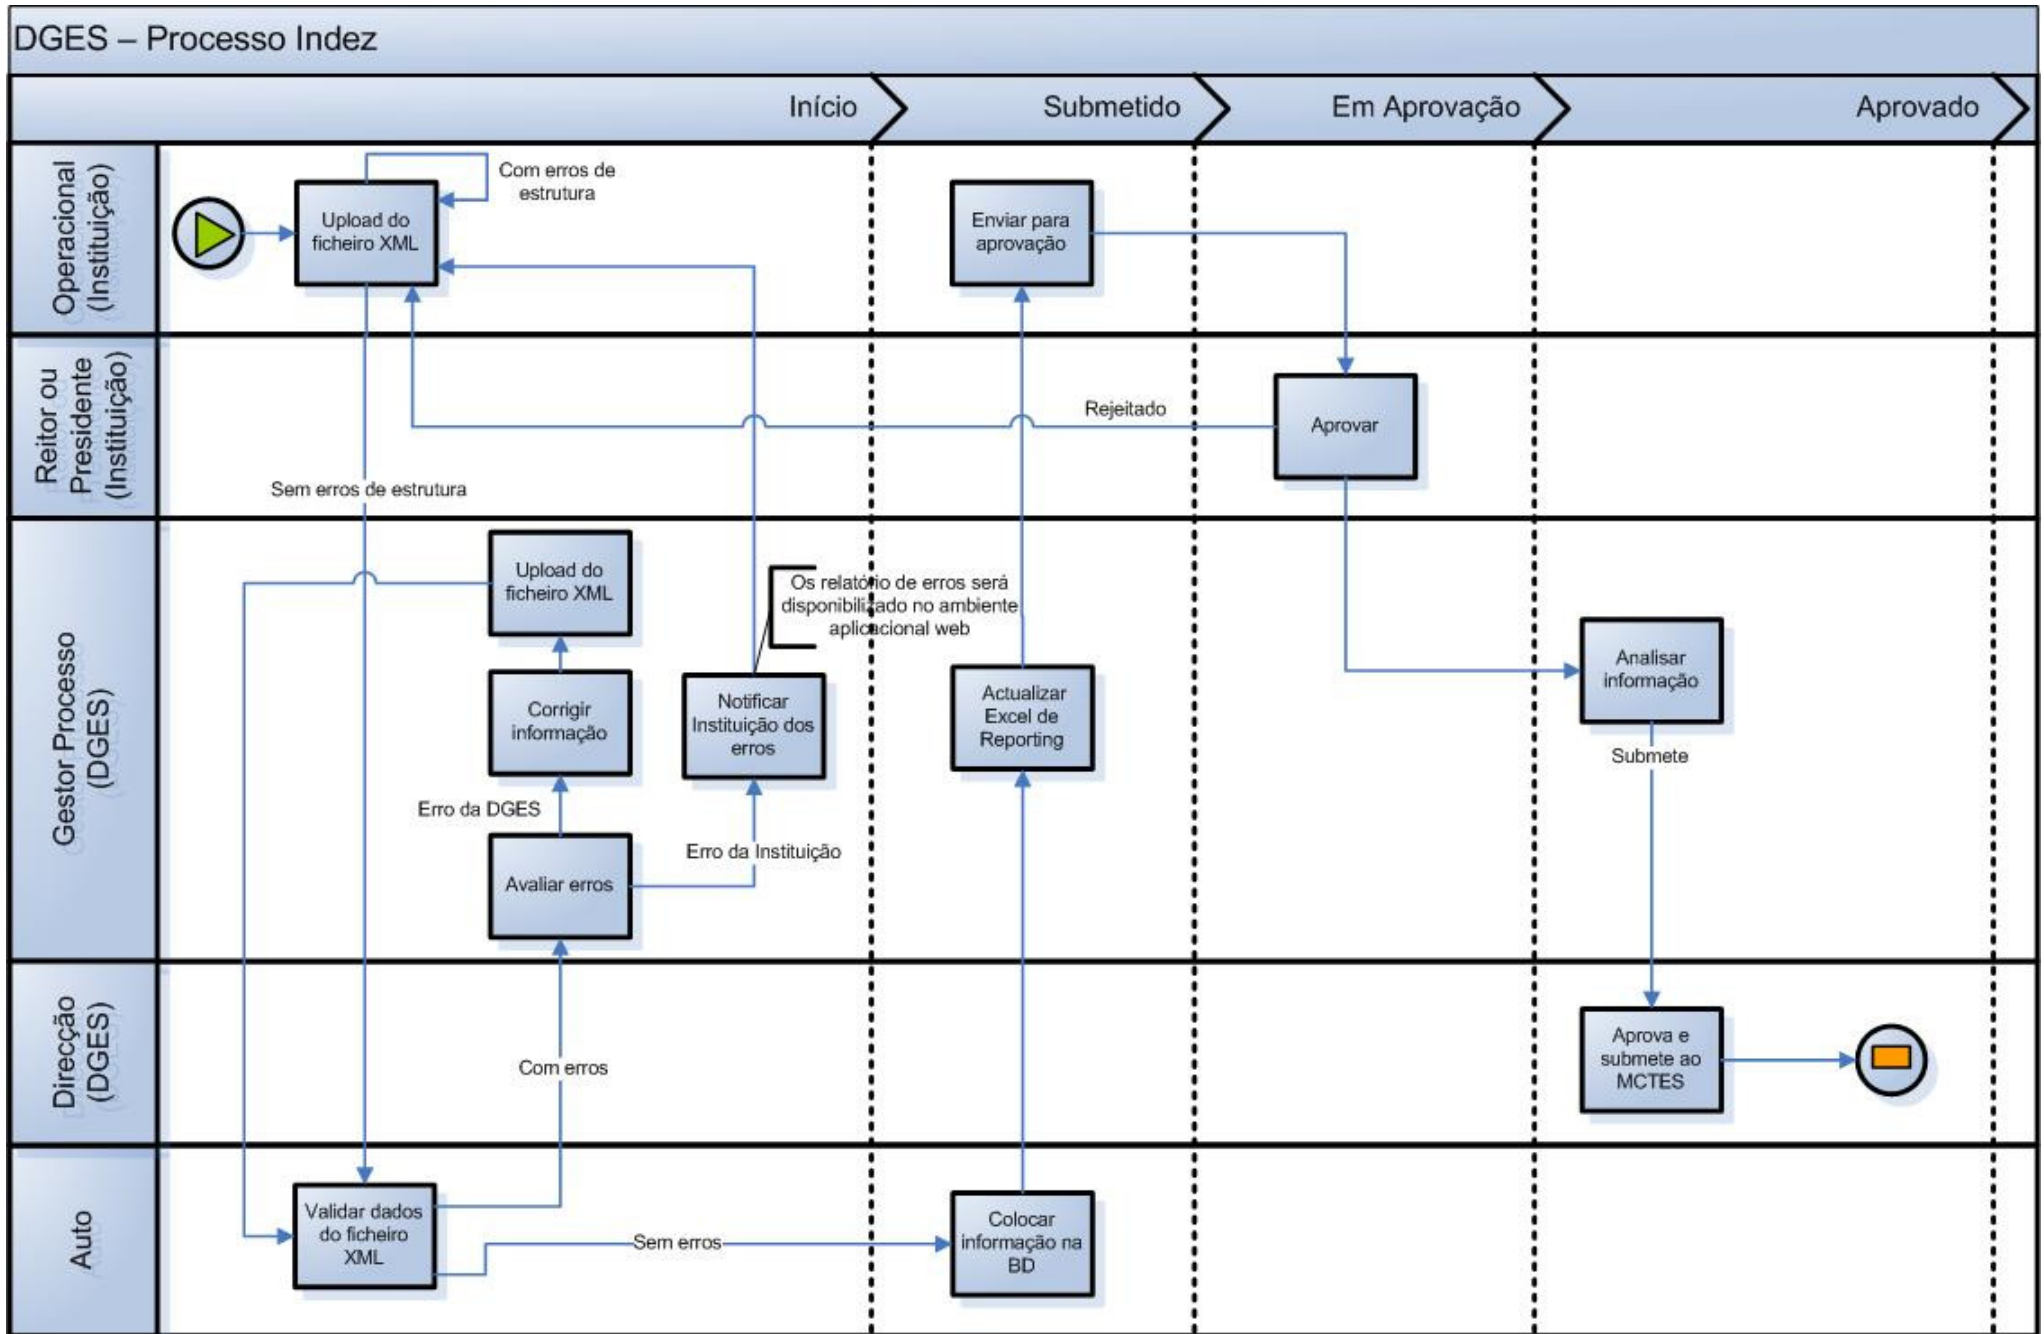 DGES – Processo Indez
Início
Submetido
Em Aprovação
Aprovado
Operacional
(Instituição)
Upload do
ficheiro XML
Com erros de
estrutura
Enviar para
aprovação
Reitor ou
Presidente
(Instituição)
Rejeitado
Aprovar
Sem erros de estrutura
Gestor Processo
(DGES)
Upload do
ficheiro XML
Os relatório de erros será
disponibilizado no ambiente
aplicacional web
Corrigir
informação
Notificar
Instituição dos
erros
Actualizar
Excel de
Reporting
Analisar
informação
Submete
Erro da DGES
Erro da Instituição
Avaliar erros
Direcção
(DGES)
Com erros
Aprova e
submete ao
MCTES
Auto
Validar dados
do ficheiro
XML
Sem erros
Colocar
informação na
BD